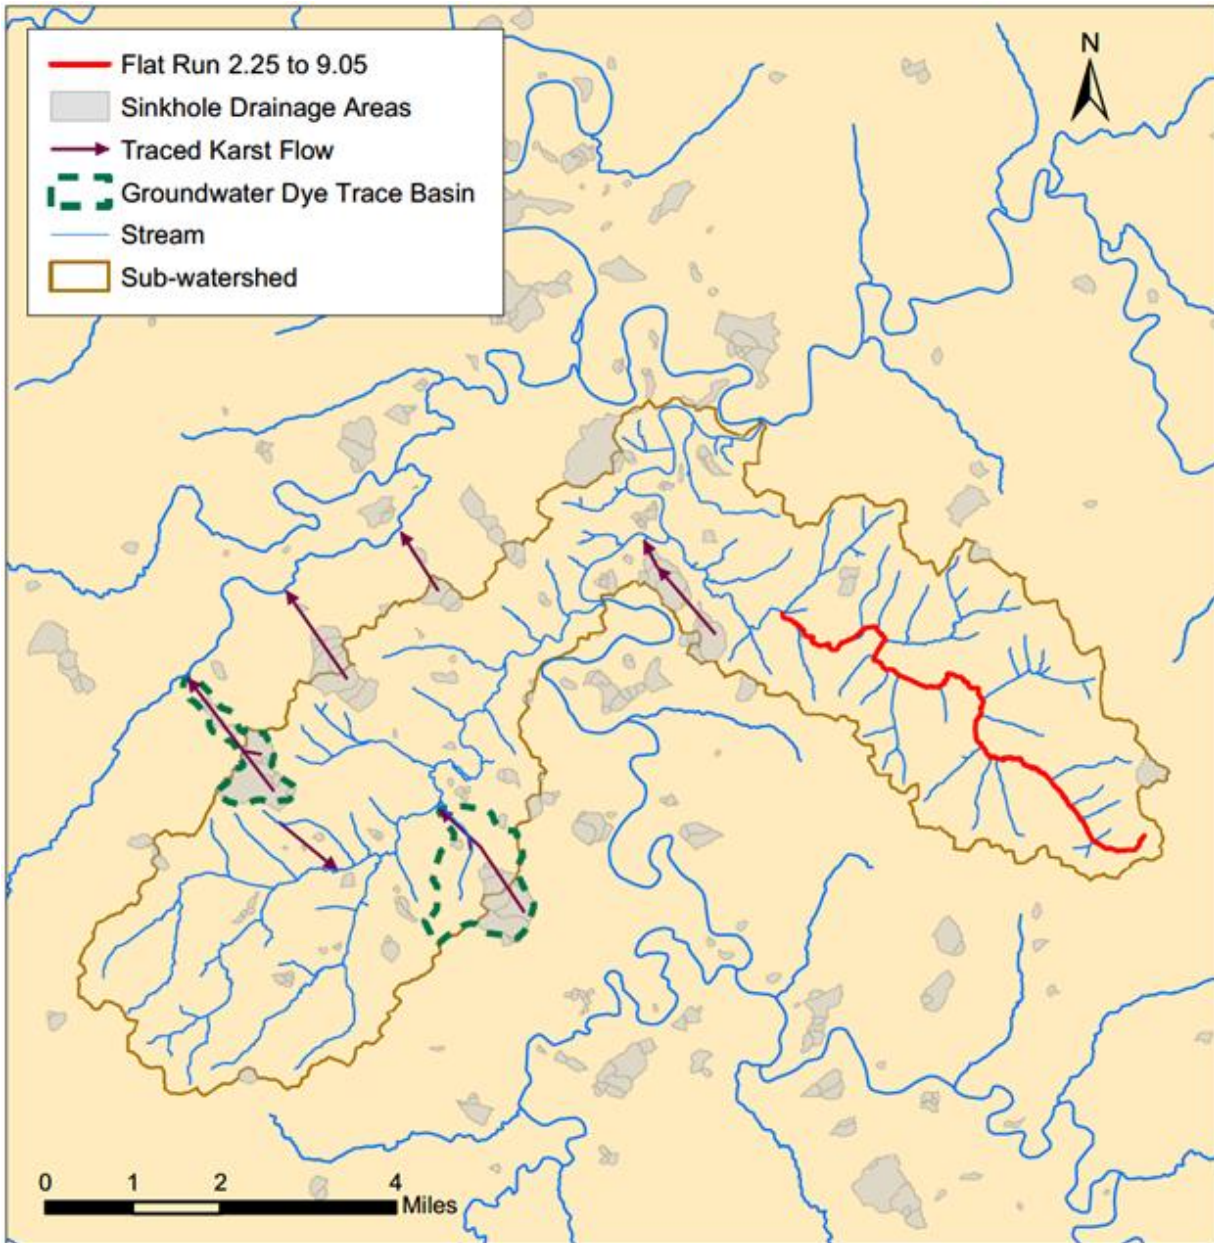 Flat Run 2.25 to 9.05
Sinkhole Drainage Areas
Traced Karst Flow
Groundwater Dye Trace Basin
Stream
Sub-watershed
N
0 1 2 4
Miles